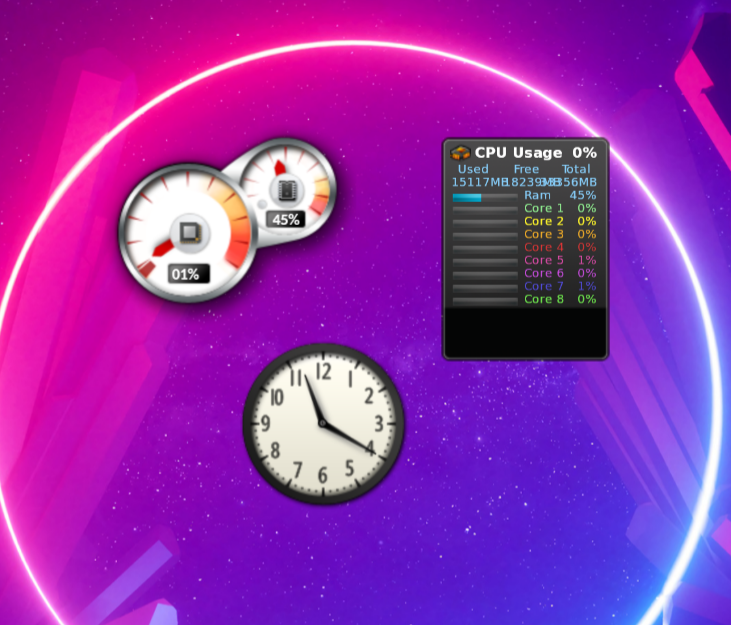 45%
01%
CPU Usage 0%
Used Free Total
15117MB
Ram 45%
Core 1 0%
Core 2 0%
Core 3 0%
Core 4 0%
Core 5 1%
Core 6 0%
Core 7 1%
Core 8 0%
12
11 1
10 2
9 3
8 4
7 5
6